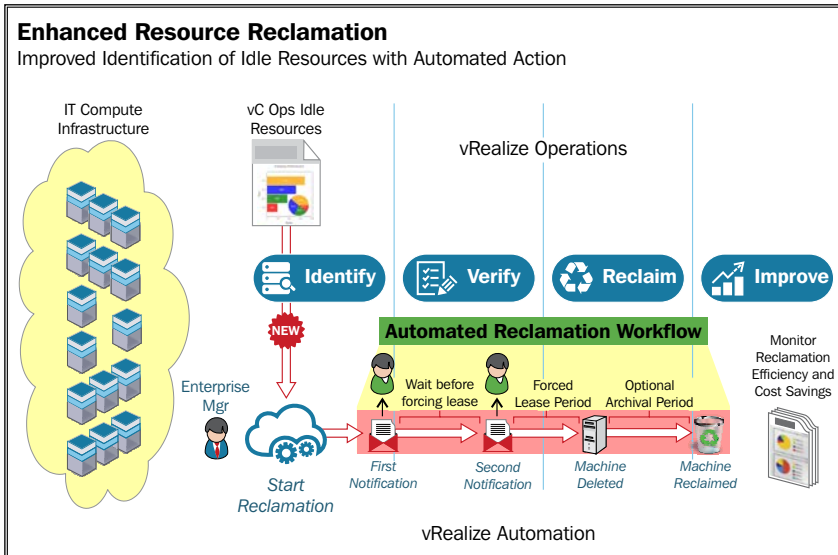 Enhanced Resource Reclamation
Improved Identification of Idle Resources with Automated Action
IT Compute
Infrastructure
vC Ops Idle
Resources
vRealize Operations
Identify
Verify
Reclaim
Improve
NEW
Automated Reclamation Workflow
Monitor
Reclamation
Efficiency and
Cost Savings
Enterprise
Mgr
Wait before
forcing lease
Forced
Lease Period
Optional
Archival Period
Start
Reclamation
First
Notification
Second
Notification
Machine
Deleted
Machine
Reclaimed
vRealize Automation